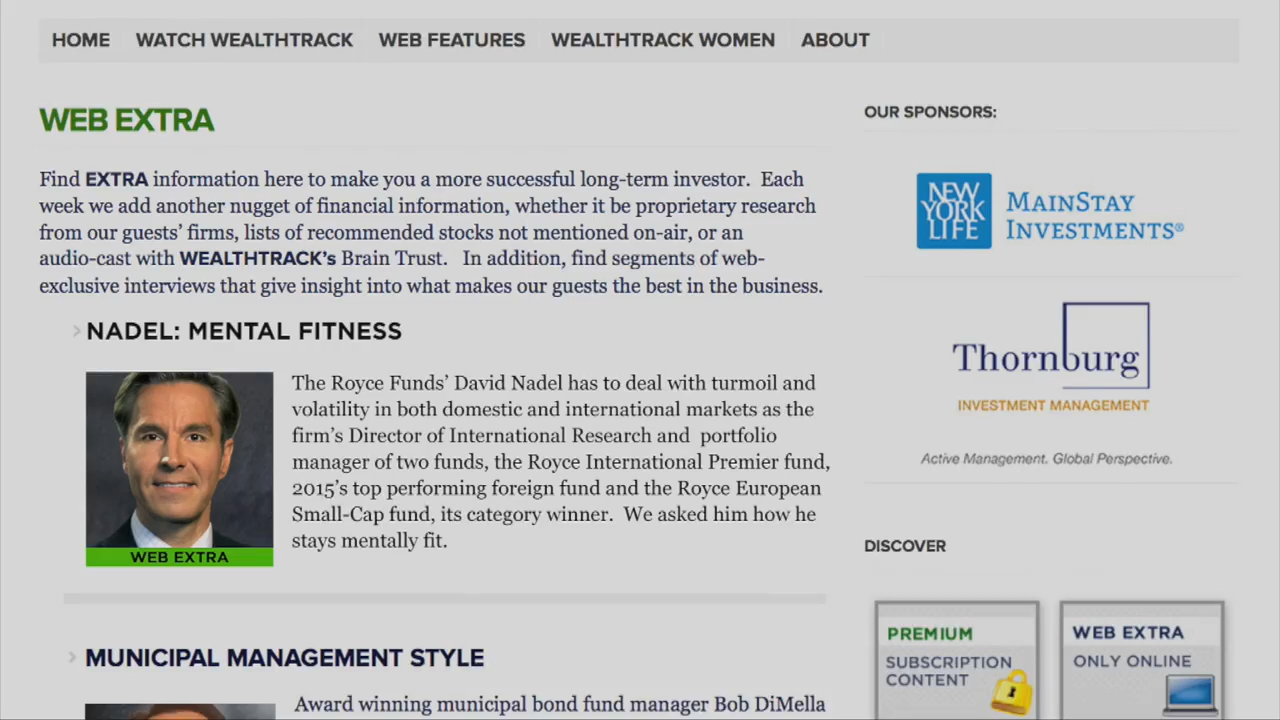 HOME WATCH WEALTHTRACK WEB FEATURES WEALTHTRACK WOMEN ABOUT
WEB EXTRA
Find EXTRA information here to make you a more successful long-term investor. Each
week we add another nugget of financial information, whether it be proprietary research
from our guests’ firms, lists of recommended stocks not mentioned on-air, or an
audio-cast with WEALTHTRACK’s Brain Trust. In addition, find segments of web-
exclusive interviews that give insight into what makes our guests the best in the business.
NADEL: MENTAL FITNESS
The Royce Funds’ David Nadel has to deal with turmoil and
volatility in both domestic and international markets as the
firm’s Director of International Research and portfolio
manager of two funds, the Royce International Premier fund,
2015’s top performing foreign fund and the Royce European
Small-Cap fund, its category winner. We asked him how he
stays mentally fit.
WEB EXTRA
MUNICIPAL MANAGEMENT STYLE
Award winning municipal bond fund manager Bob DiMella
OUR SPONSORS:
NEW
YORK
LIFE
MAINSTAY
INVESTMENTS®
Thornburg
INVESTMENT MANAGEMENT
Active Management. Global Perspective.
DISCOVER
PREMIUM
SUBSCRIPTION
CONTENT
WEB EXTRA
ONLY ONLINE